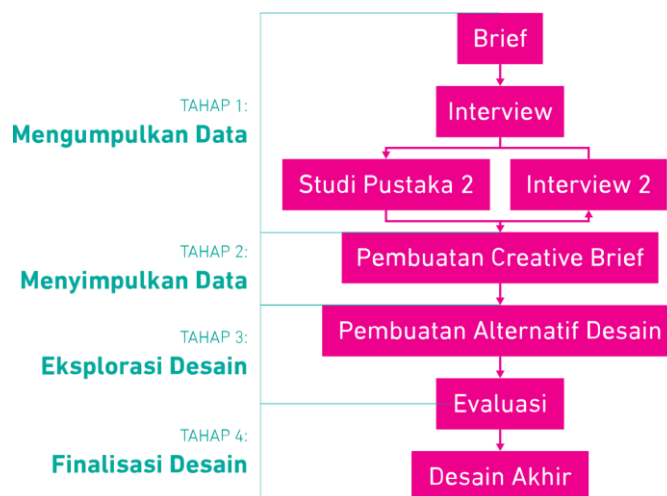 Brief
TAHAP 1:
Mengumpulkan Data
Interview
Studi Pustaka 2
Interview 2
TAHAP 2:
Menyimpulkan Data
Pembuatan Creative Brief
TAHAP 3:
Eksplorasi Desain
Pembuatan Alternatif Desain
Evaluasi
TAHAP 4:
Finalisasi Desain
Desain Akhir